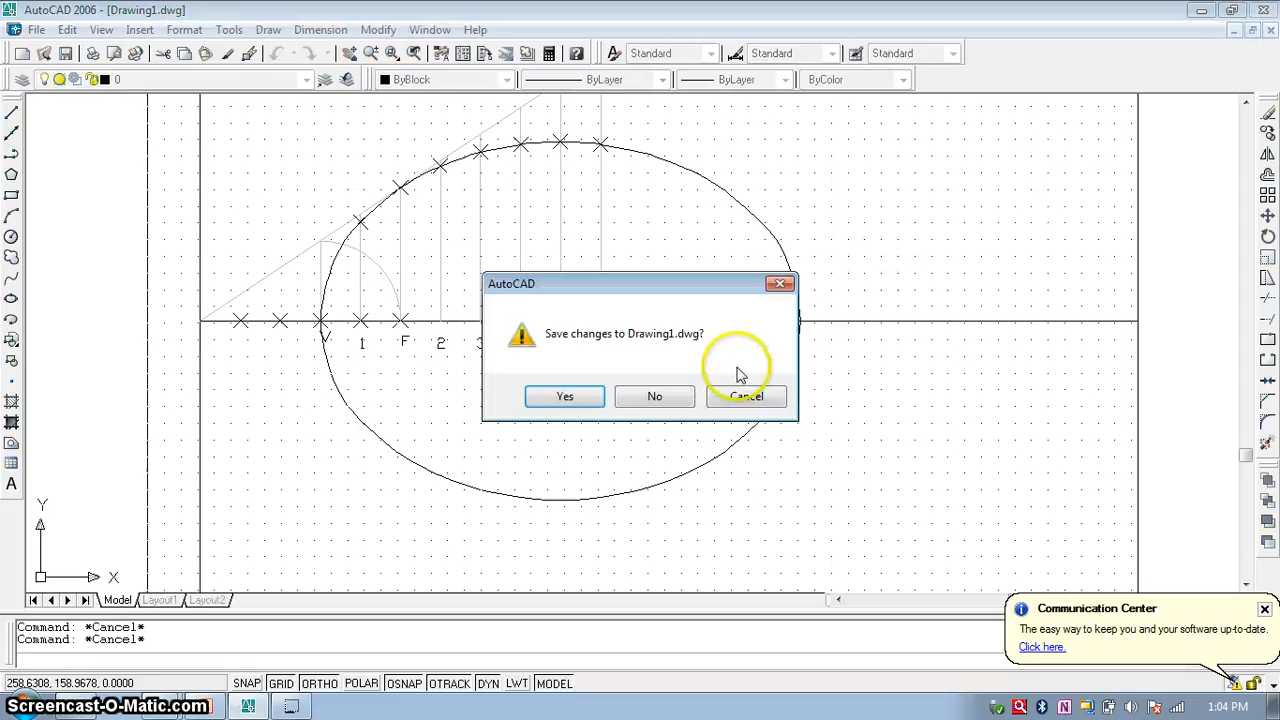 AutoCAD 2006 - [Drawing1.dwg]
File Edit View Insert Format Tools Draw Dimension Modify Window Help
Standard Standard Standard
0 ByBlock ByLayer ByLayer ByColor
V 1 F 2 3
AutoCAD
Save changes to Drawing1.dwg?
Yes No Cancel
Y
X
Model Layout1 Layout2
Command: *Cancel*
Command: *Cancel*
Communication Center
The easy way to keep you and your software up-to-date.
Click here.
258.6308, 158.9678, 0.0000 SNAP GRID ORTHO POLAR OSNAP OTRACK DYN LWT MODEL
Screencast-O-Matic.com
1:04 PM